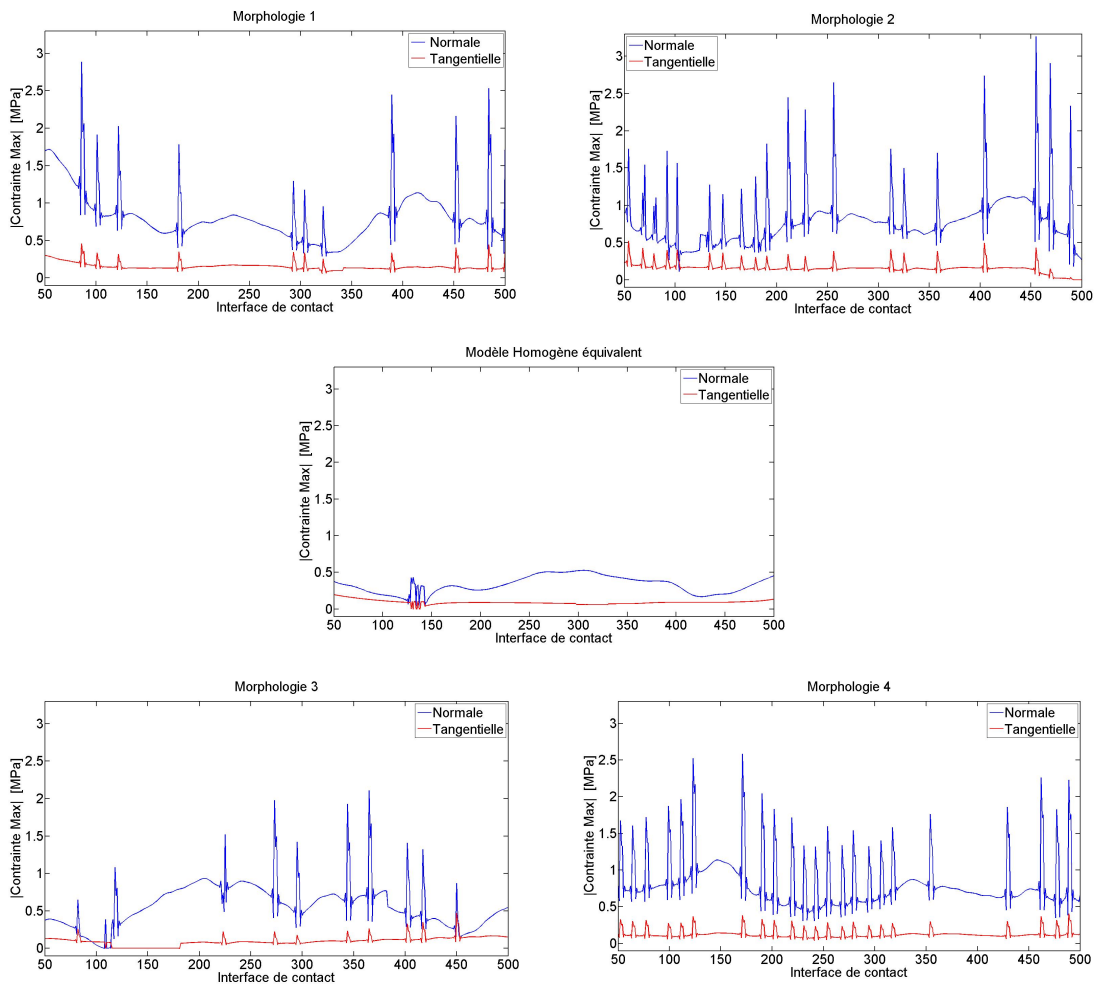 Morphologie 1
|Contrainte Max| [MPa]
3
2.5
2
1.5
1
0.5
0
Normale
Tangentielle
50 100 150 200 250 300 350 400 450 500
Interface de contact
Morphologie 2
|Contrainte Max| [MPa]
3
2.5
2
1.5
1
0.5
0
Normale
Tangentielle
50 100 150 200 250 300 350 400 450 500
Interface de contact
Modèle Homogène équivalent
|Contrainte Max| [MPa]
3
2.5
2
1.5
1
0.5
0
Normale
Tangentielle
50 100 150 200 250 300 350 400 450 500
Interface de contact
Morphologie 3
|Contrainte Max| [MPa]
3
2.5
2
1.5
1
0.5
0
Normale
Tangentielle
50 100 150 200 250 300 350 400 450 500
Interface de contact
Morphologie 4
|Contrainte Max| [MPa]
3
2.5
2
1.5
1
0.5
0
Normale
Tangentielle
50 100 150 200 250 300 350 400 450 500
Interface de contact